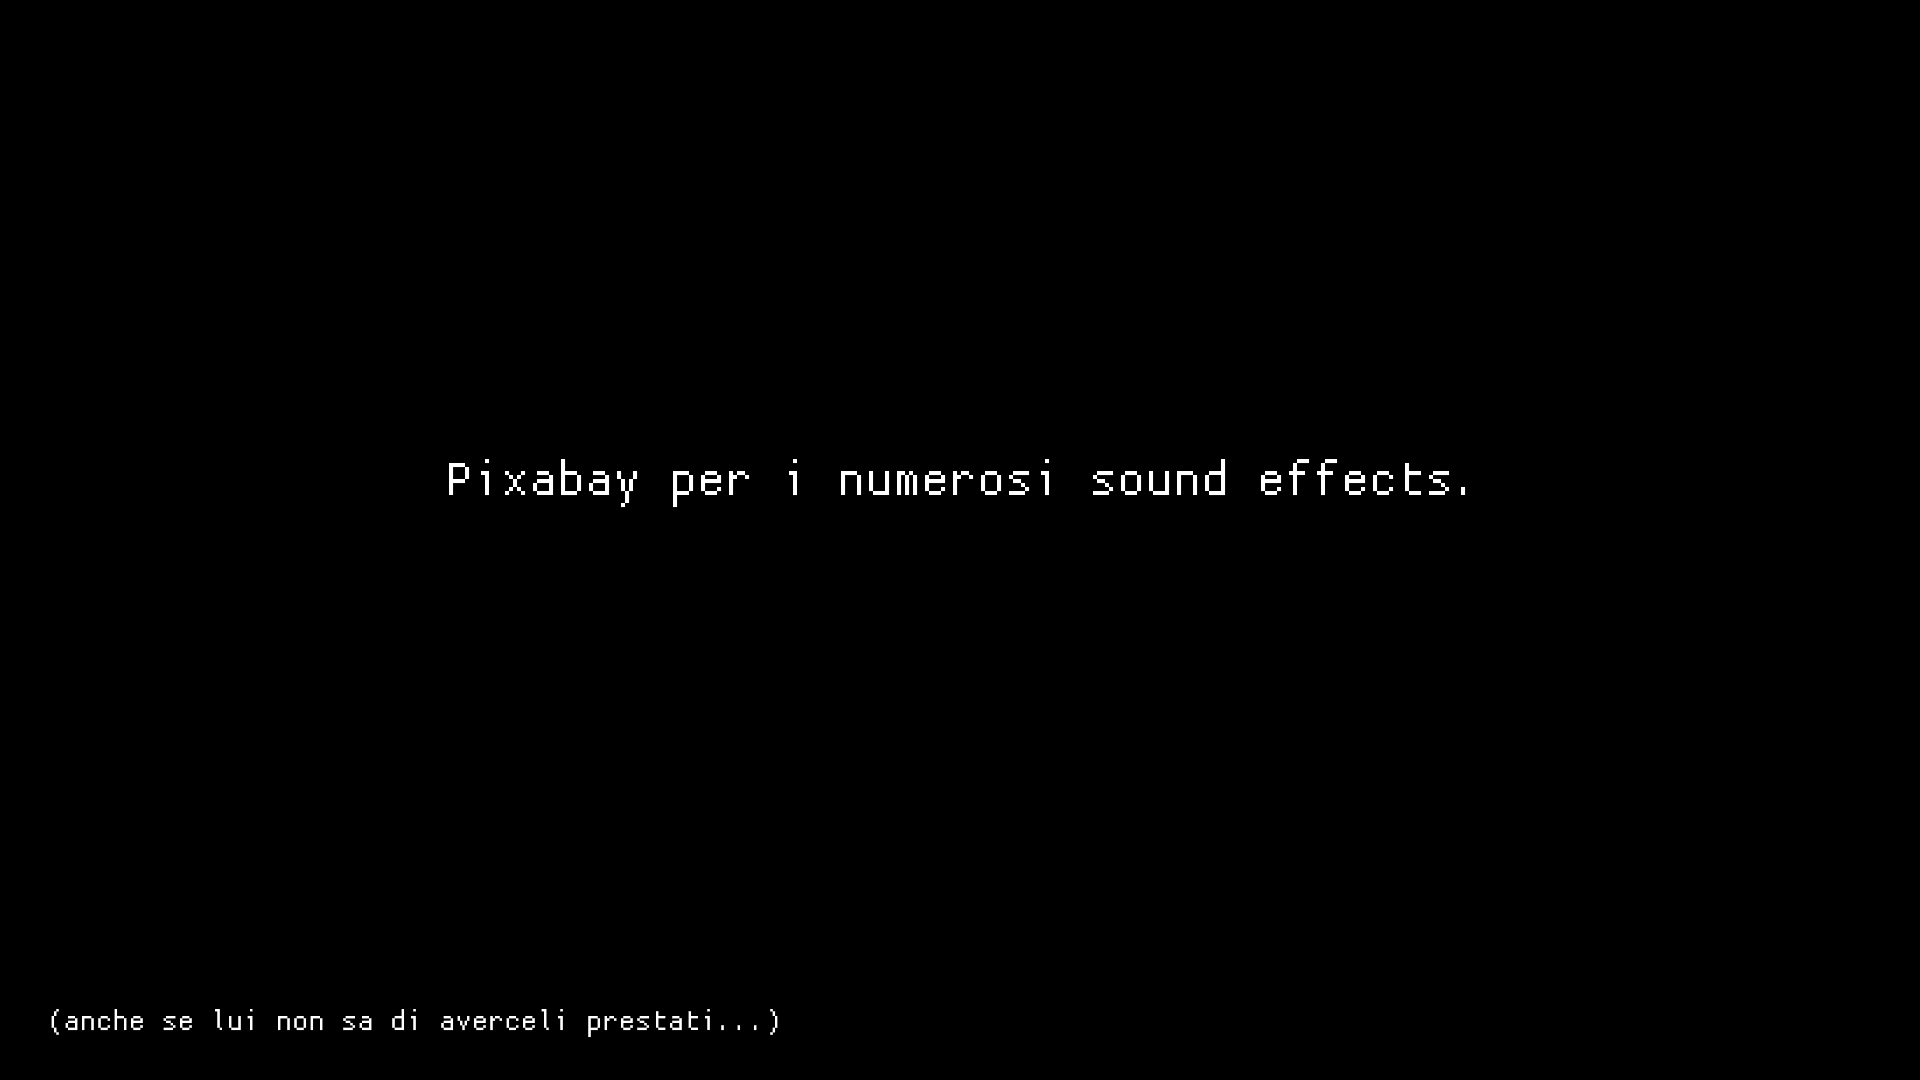 Pixabay per i numerosi sound effects.
(anche se lui non sa di averceli prestati...)